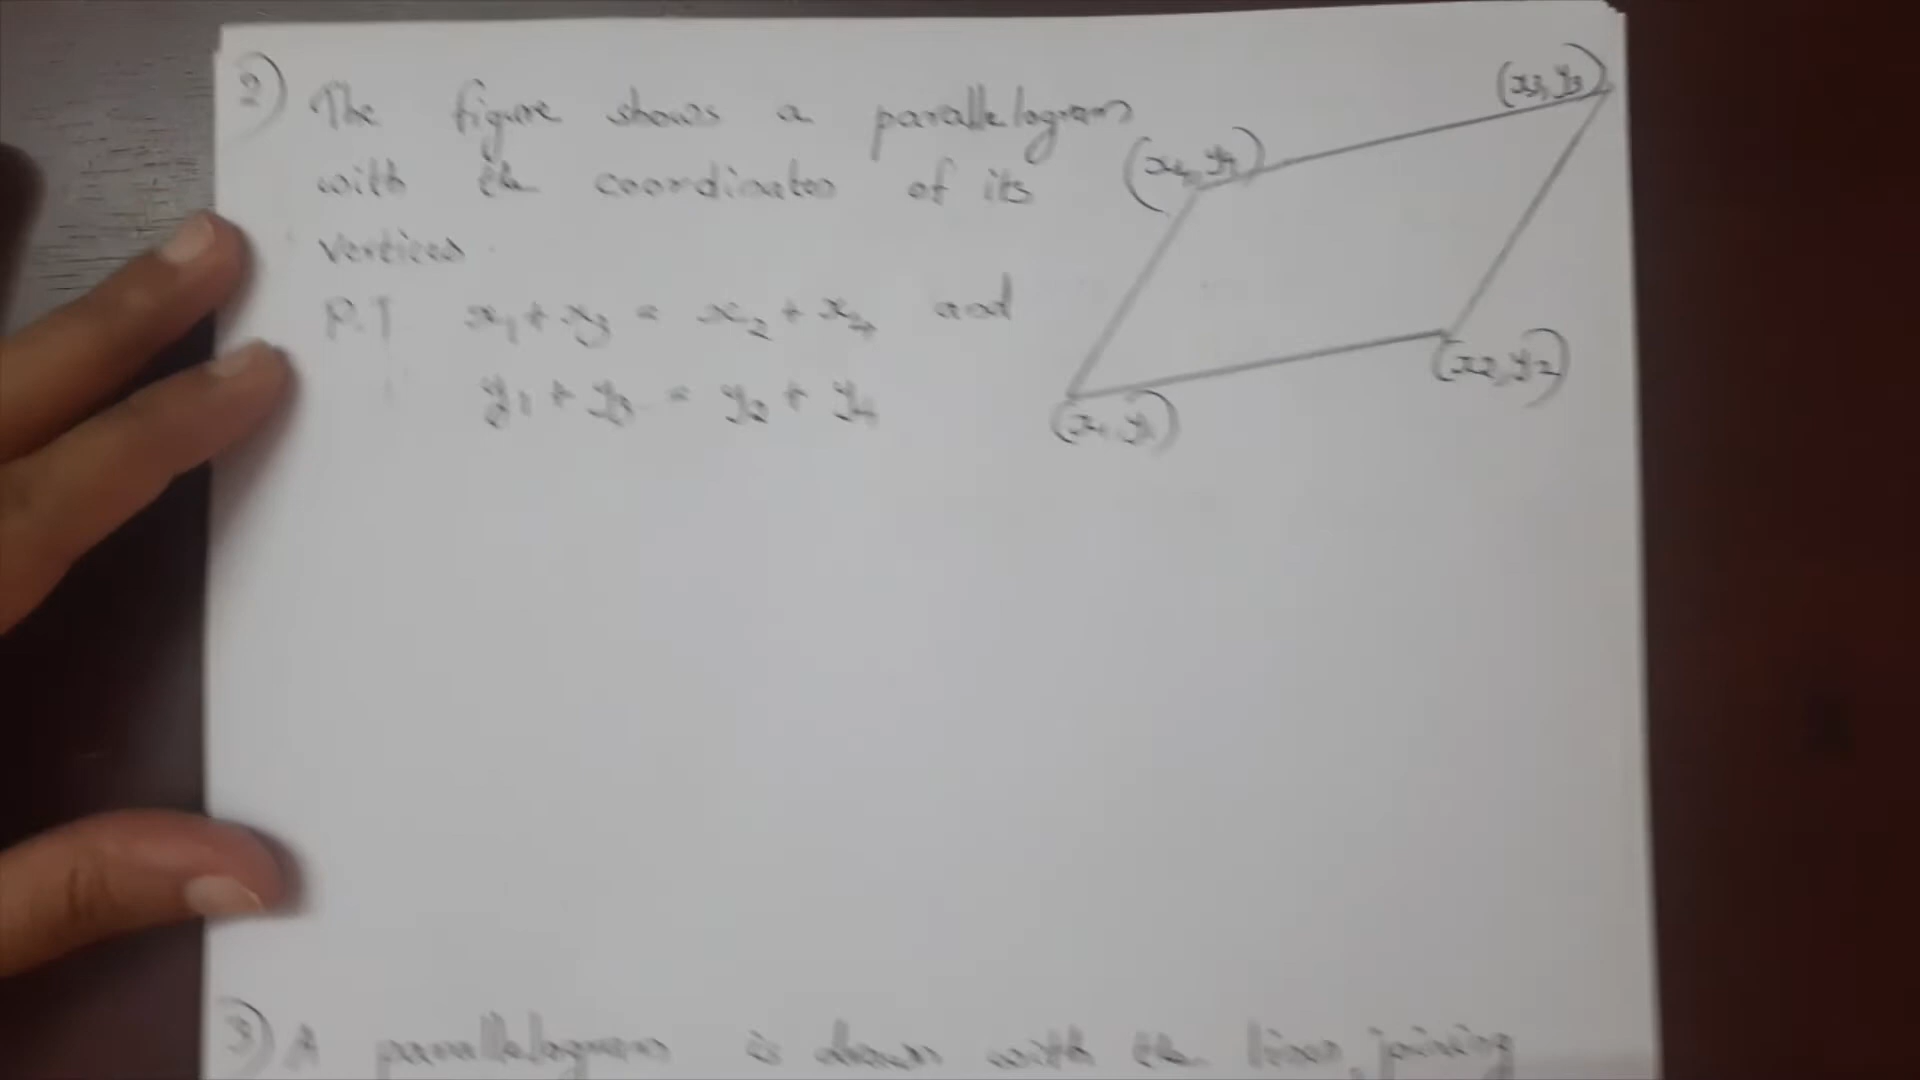 2) The figure shows a parallelogram
with the coordinates of its
vertices.
P.T x₁ + x₃ = x₂ + x₄ and
y₁ + y₃ = y₂ + y₄
(x₃, y₃)
(x₄, y₄)
(x₂, y₂)
(x₁, y₁)
3) A parallelogram is drawn with the lines, joining